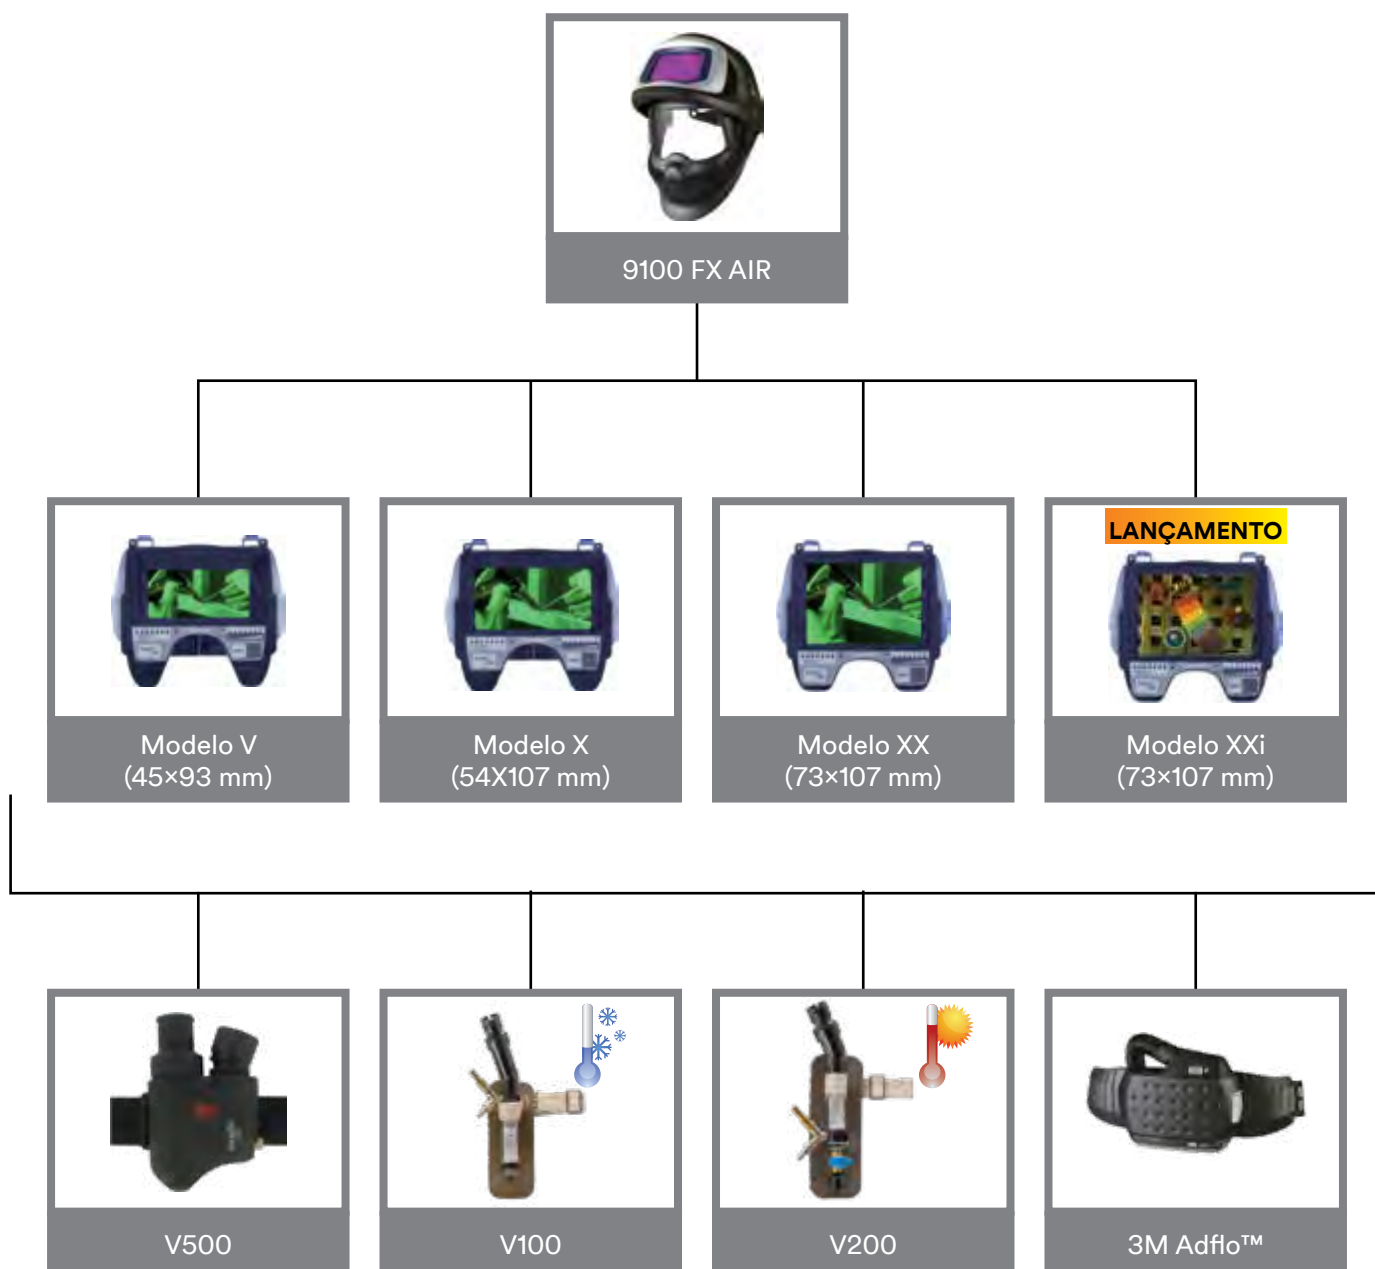 9100 FX AIR
LANÇAMENTO
Modelo V
(45×93 mm)
Modelo X
(54X107 mm)
Modelo XX
(73×107 mm)
Modelo XXi
(73×107 mm)
V500
V100
V200
3M Adflo™